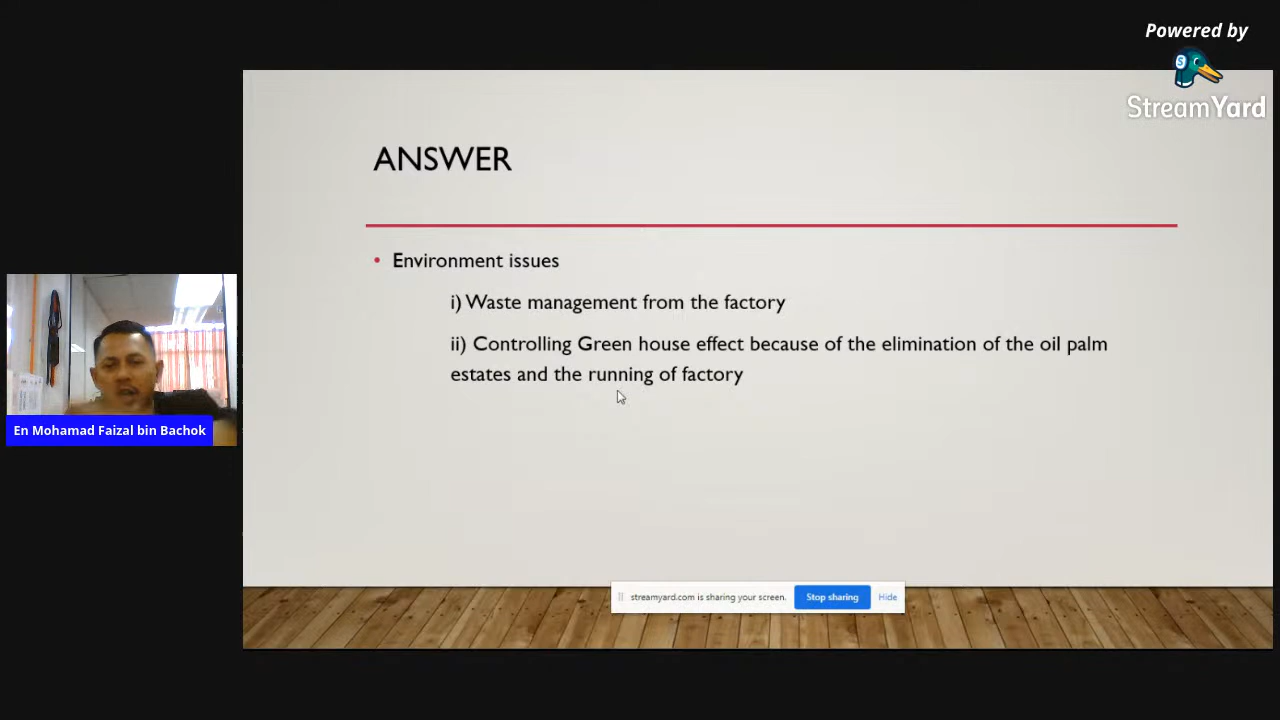 Powered by
StreamYard
ANSWER
• Environment issues
i) Waste management from the factory
ii) Controlling Green house effect because of the elimination of the oil palm
estates and the running of factory
En Mohamad Faizal bin Bachok
streamyard.com is sharing your screen. Stop sharing Hide